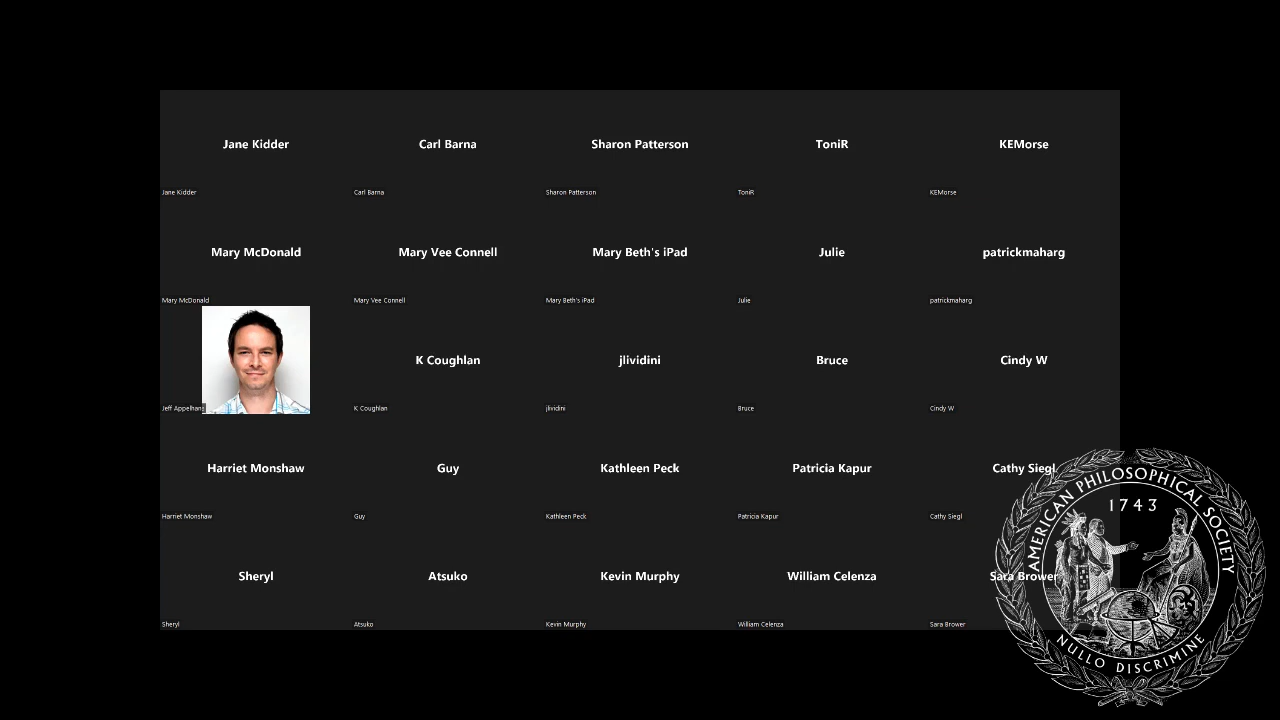 Jane Kidder Carl Barna Sharon Patterson ToniR KEMorse
Jane Kidder Carl Barna Sharon Patterson ToniR KEMorse
Mary McDonald Mary Vee Connell Mary Beth's iPad Julie patrickmaharg
Mary McDonald Mary Vee Connell Mary Beth's iPad Julie patrickmaharg
K Coughlan jlividini Bruce Cindy W
Jeff Appelhans K Coughlan jlividini Bruce Cindy W
Harriet Monshaw Guy Kathleen Peck Patricia Kapur Cathy Siegl
Harriet Monshaw Guy Kathleen Peck Patricia Kapur Cathy Siegl
Sheryl Atsuko Kevin Murphy William Celenza Sara Brower
Sheryl Atsuko Kevin Murphy William Celenza Sara Brower
AMERICAN PHILOSOPHICAL SOCIETY
1743
NULLO DISCRIMINE